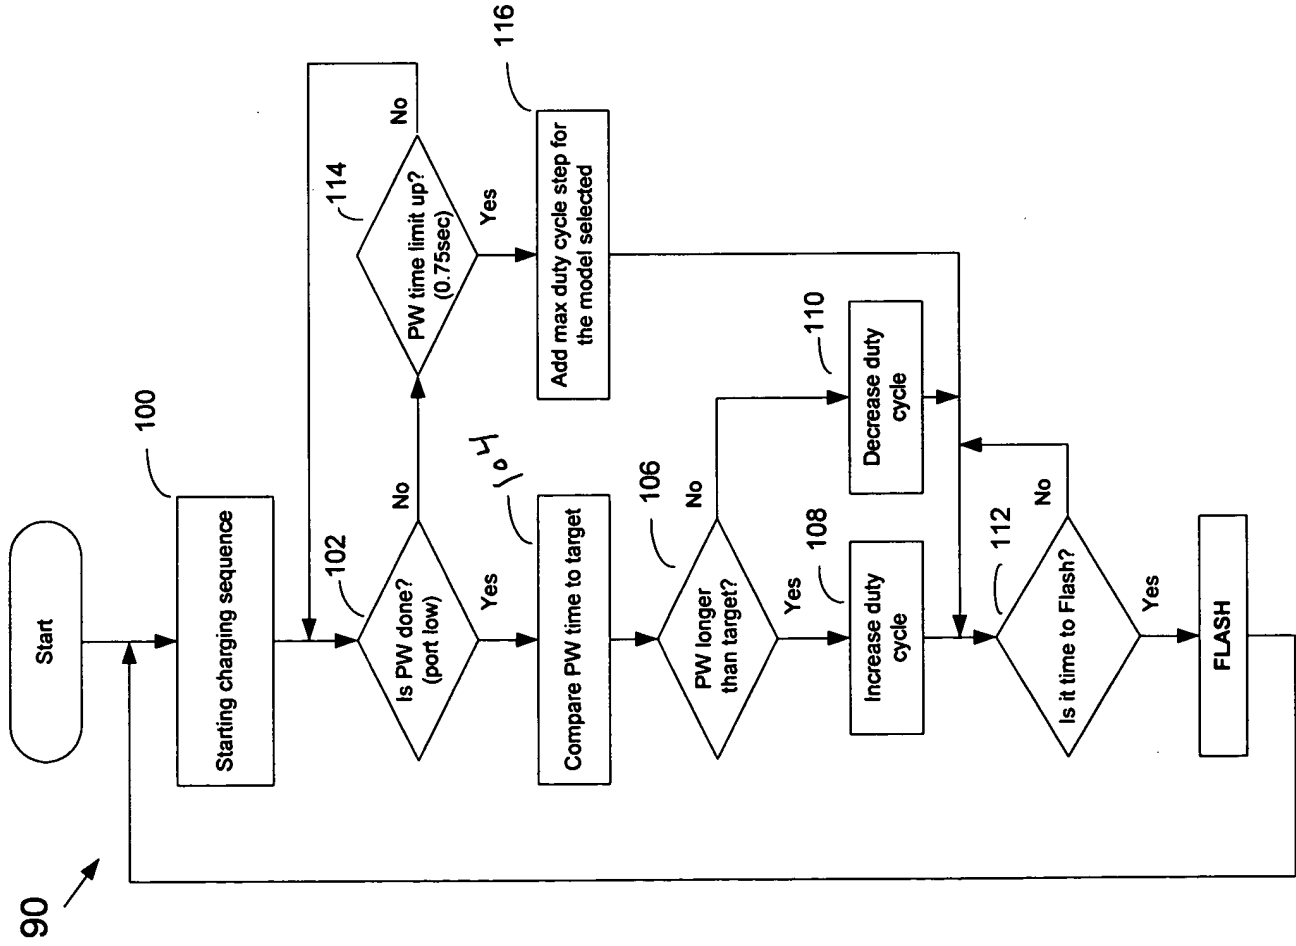 90
Start
100
Starting charging sequence
102
Is PW done?
(port low)
No
Yes
114
PW time limit up?
(0.75sec)
No
Yes
116
Add max duty cycle step for
the model selected
104
Compare PW time to target
106
PW longer
than target?
No
Yes
108
Increase duty
cycle
110
Decrease duty
cycle
112
Is it time to Flash?
No
Yes
FLASH